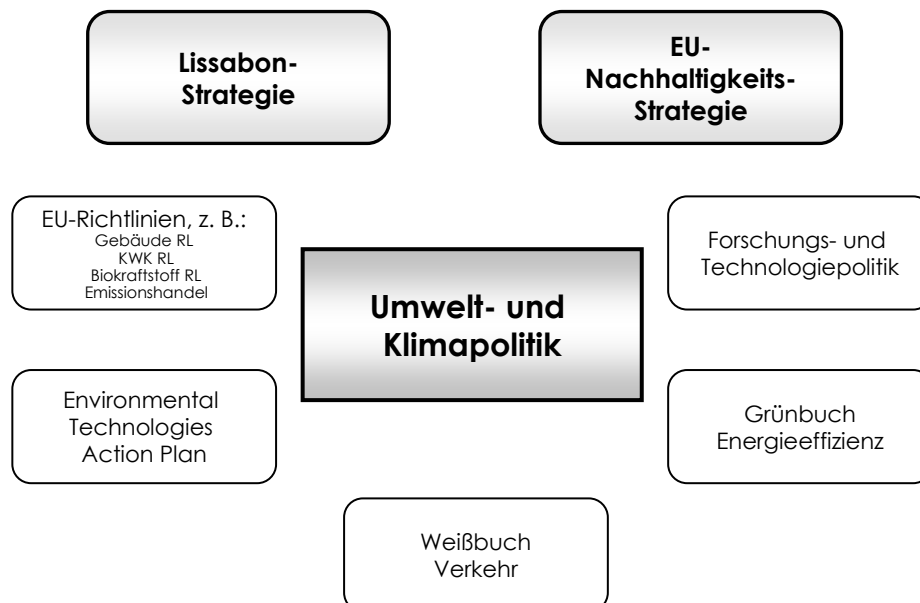 Lissabon-
Strategie
EU-
Nachhaltigkeits-
Strategie
EU-Richtlinien, z. B.:
Gebäude RL
KWK RL
Biokraftstoff RL
Emissionshandel
Forschungs- und
Technologiepolitik
Umwelt- und
Klimapolitik
Environmental
Technologies
Action Plan
Grünbuch
Energieeffizienz
Weißbuch
Verkehr